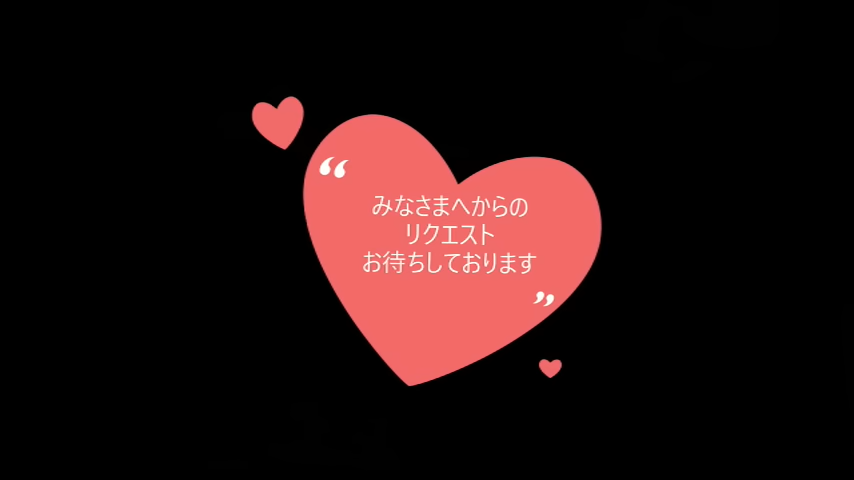 “
みなさまへからの
リクエスト
お待ちしております
”